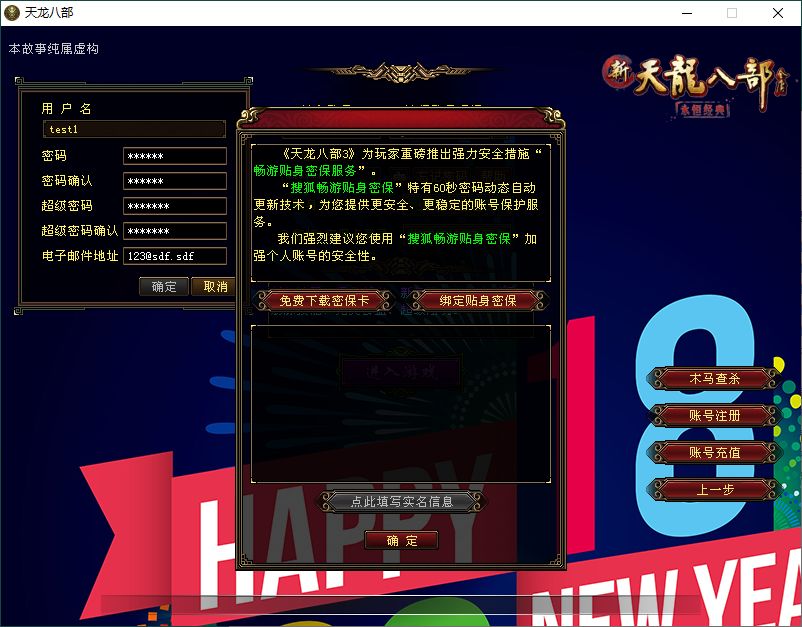 天龙八部
本故事纯属虚构
新天龍八部
永恒经典
用 户 名
test1
密码
******
密码确认
******
超级密码
*******
超级密码确认
*******
电子邮件地址
123@sdf.sdf
确定
取消
《天龙八部3》为玩家重磅推出强力安全措施“
畅游贴身密保服务”。
“搜狐畅游贴身密保”特有60秒密码动态自动
更新技术，为您提供更安全、更稳定的账号保护服
务。
我们强烈建议您使用“搜狐畅游贴身密保”加
强个人账号的安全性。
免费下载密保卡
绑定贴身密保
进入游戏
点此填写实名信息
确 定
木马查杀
账号注册
账号充值
上一步
HAPPY
NEW YEA